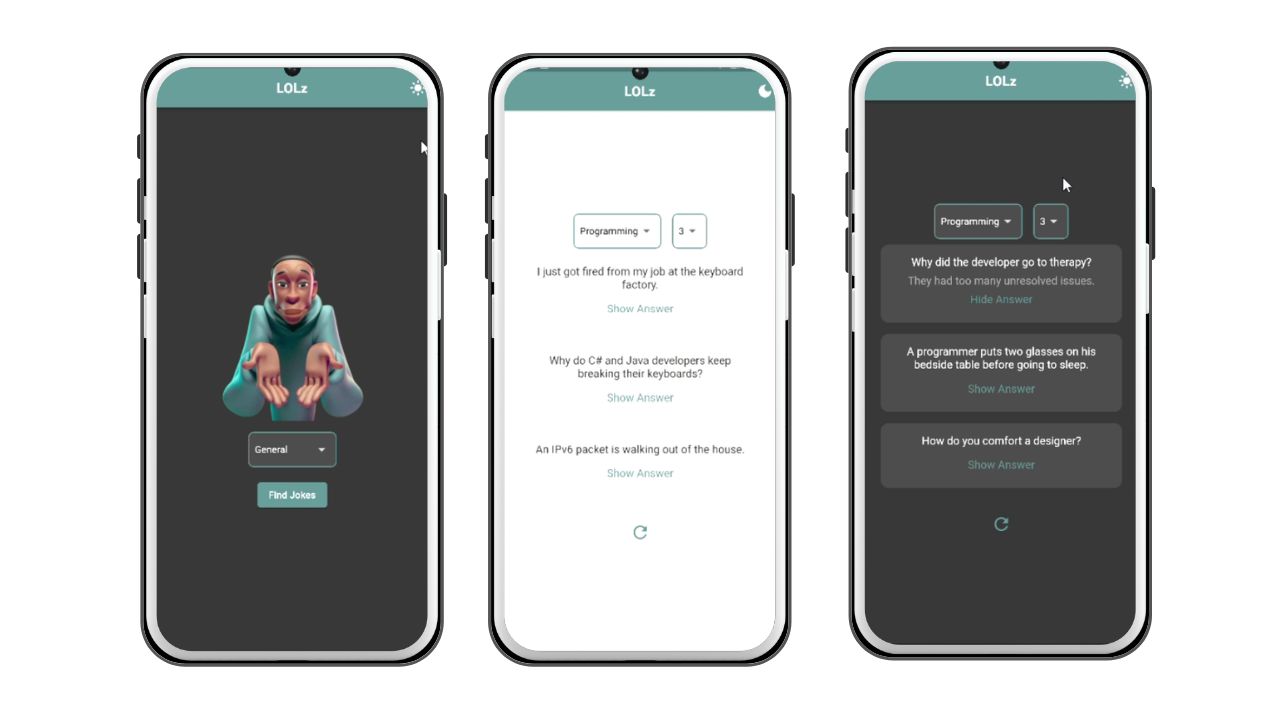 LOLz
General
Find Jokes
LOLz
Programming
3
I just got fired from my job at the keyboard
factory.
Show Answer
Why do C# and Java developers keep
breaking their keyboards?
Show Answer
An IPv6 packet is walking out of the house.
Show Answer
LOLz
Programming
3
Why did the developer go to therapy?
They had too many unresolved issues.
Hide Answer
A programmer puts two glasses on his
bedside table before going to sleep.
Show Answer
How do you comfort a designer?
Show Answer